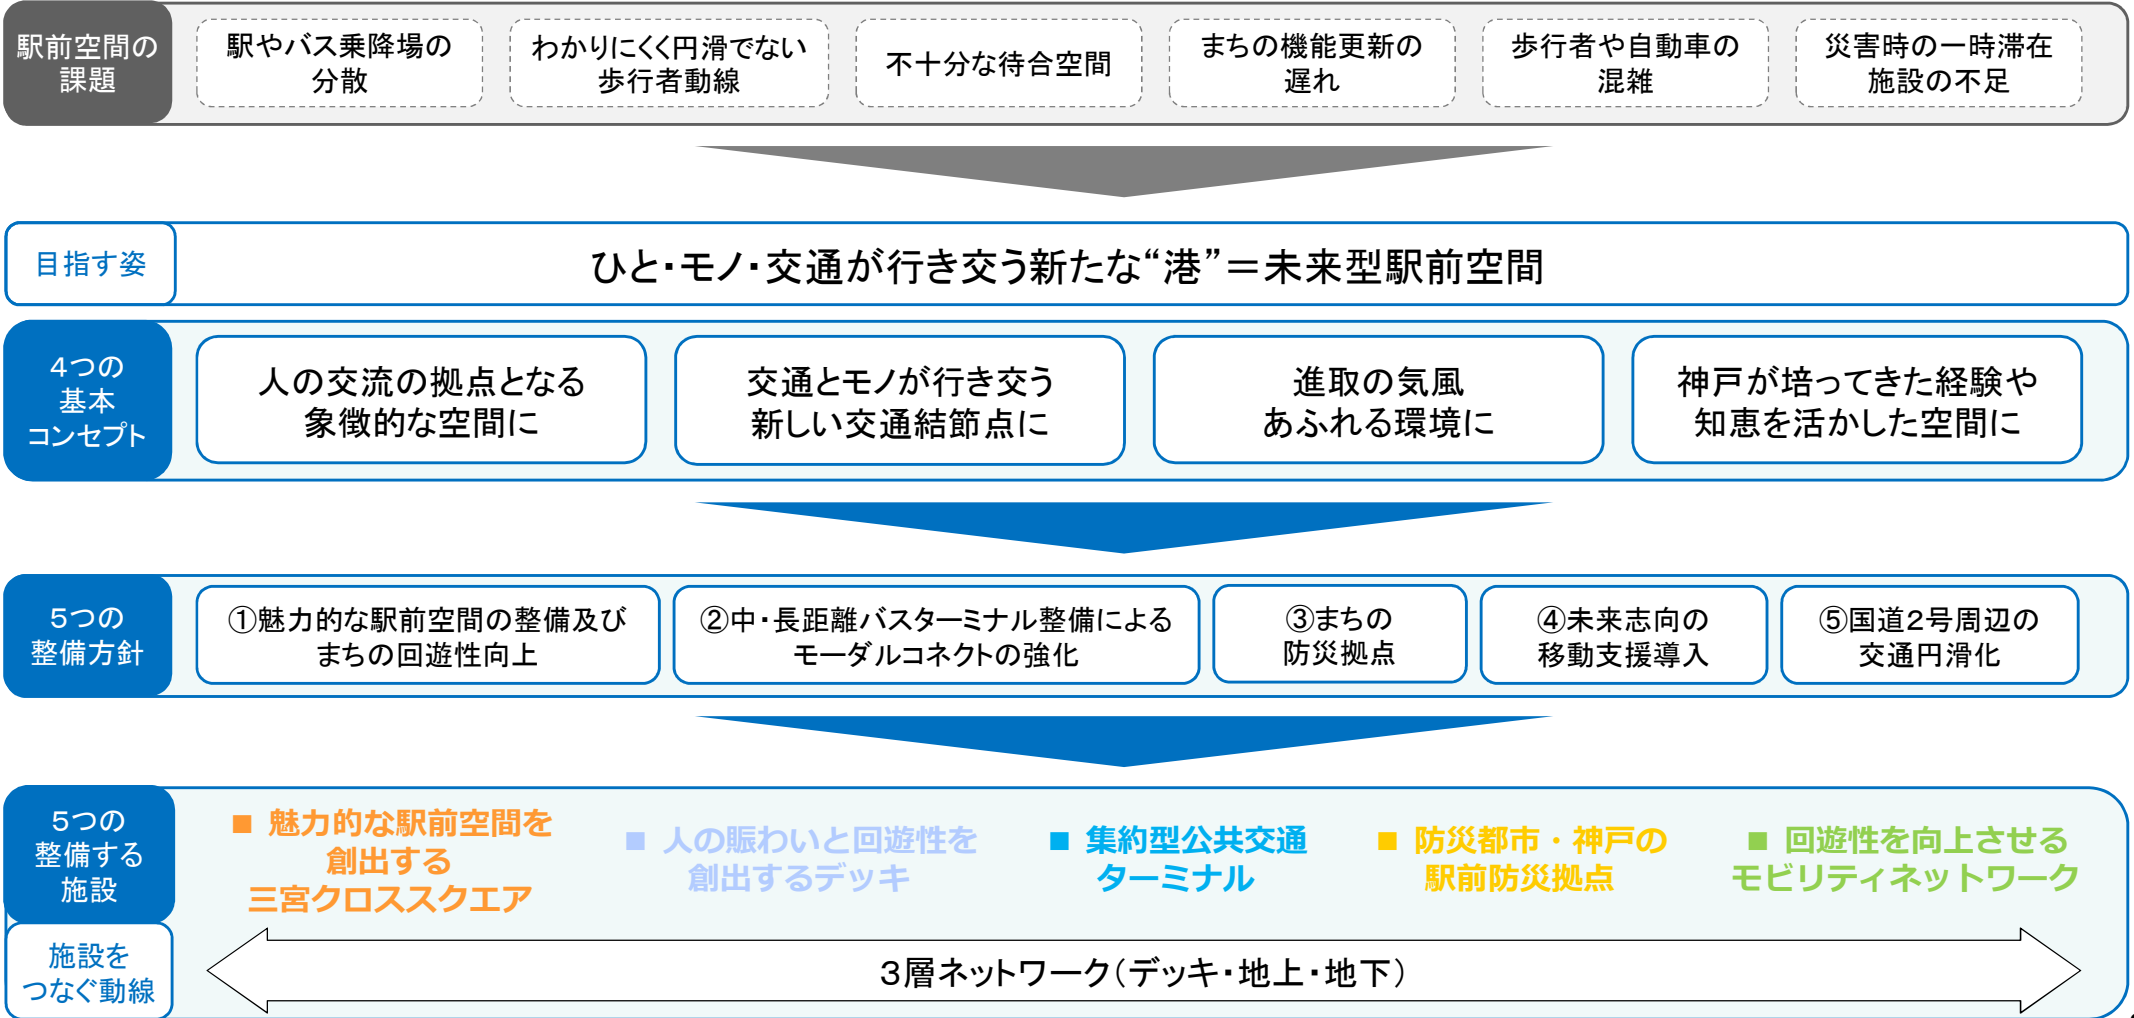 駅前空間の
課題
駅やバス乗降場の
分散
わかりにくく円滑でない
歩行者動線
不十分な待合空間
まちの機能更新の
遅れ
歩行者や自動車の
混雑
災害時の一時滞在
施設の不足
目指す姿
ひと・モノ・交通が行き交う新たな“港”＝未来型駅前空間
4つの
基本
コンセプト
人の交流の拠点となる
象徴的な空間に
交通とモノが行き交う
新しい交通結節点に
進取の気風
あふれる環境に
神戸が培ってきた経験や
知恵を活かした空間に
5つの
整備方針
①魅力的な駅前空間の整備及び
まちの回遊性向上
②中・長距離バスターミナル整備による
モーダルコネクトの強化
③まちの
防災拠点
④未来志向の
移動支援導入
⑤国道2号周辺の
交通円滑化
5つの
整備する
施設
■ 魅力的な駅前空間を
創出する
三宮クロススクエア
■ 人の賑わいと回遊性を
創出するデッキ
■ 集約型公共交通
ターミナル
■ 防災都市・神戸の
駅前防災拠点
■ 回遊性を向上させる
モビリティネットワーク
施設を
つなぐ動線
3層ネットワーク（デッキ・地上・地下）